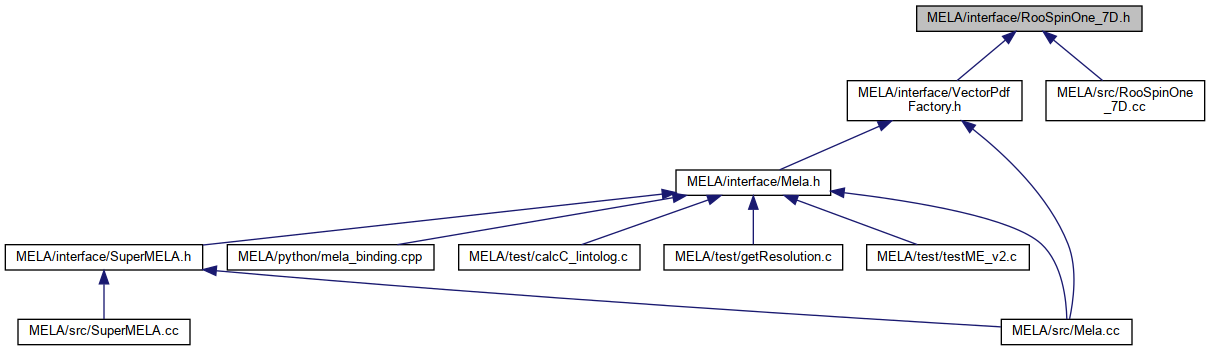 MELA/interface/RooSpinOne_7D.h
MELA/interface/VectorPdf
Factory.h
MELA/src/RooSpinOne
_7D.cc
MELA/interface/Mela.h
MELA/interface/SuperMELA.h
MELA/python/mela_binding.cpp
MELA/test/calcC_lintolog.c
MELA/test/getResolution.c
MELA/test/testME_v2.c
MELA/src/SuperMELA.cc
MELA/src/Mela.cc